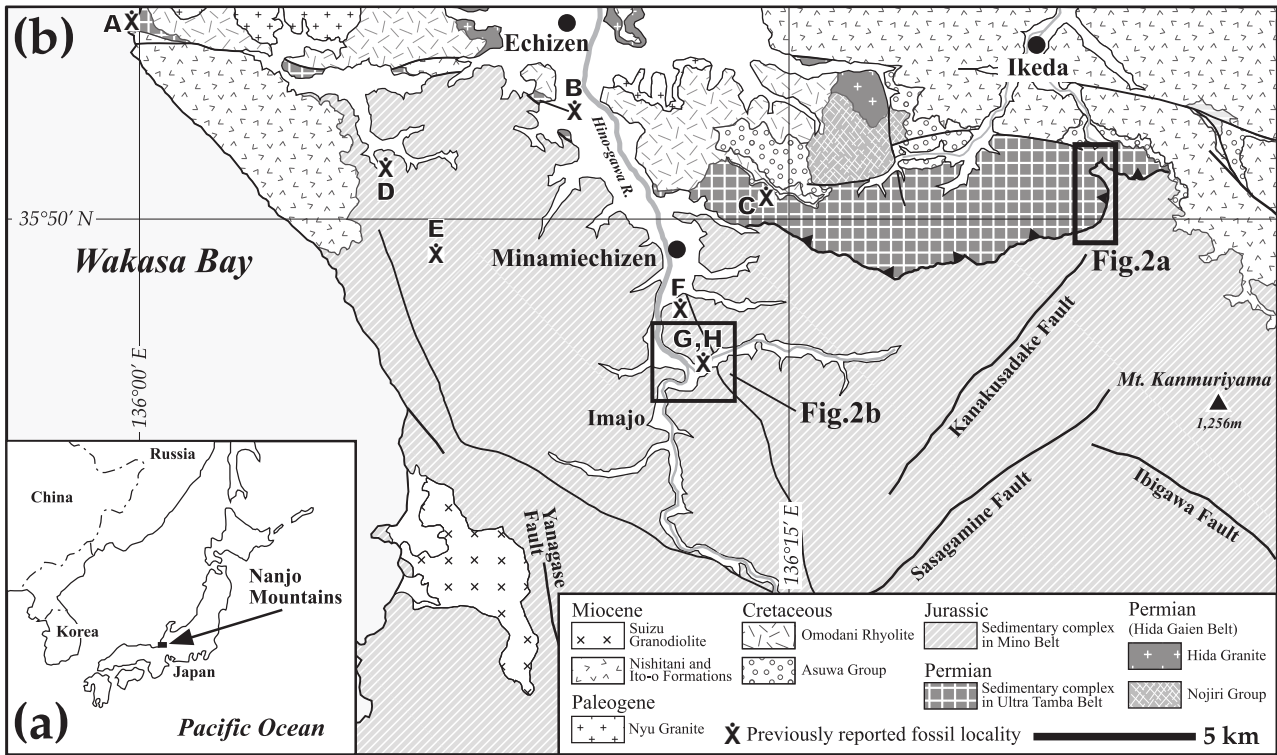 (b)
A
Echizen
Ikeda
B
Hino-gawa R.
D
C
35°50′ N
E
Wakasa Bay
Minamiechizen
Fig.2a
F
G,H
Kanakusadake Fault
Mt. Kanmuriyama
1,256m
136°00′ E
Imajo
Fig.2b
136°15′ E
Sasagamine Fault
Ibigawa Fault
Yanagase
Fault
Russia
China
Nanjo
Mountains
Korea
Japan
(a)
Pacific Ocean
Miocene
Suizu
Granodiolite
Nishitani and
Ito-o Formations
Paleogene
Nyu Granite
Cretaceous
Omodani Rhyolite
Asuwa Group
Jurassic
Sedimentary complex
in Mino Belt
Permian
Sedimentary complex
in Ultra Tamba Belt
Permian
(Hida Gaien Belt)
Hida Granite
Nojiri Group
Previously reported fossil locality
5 km